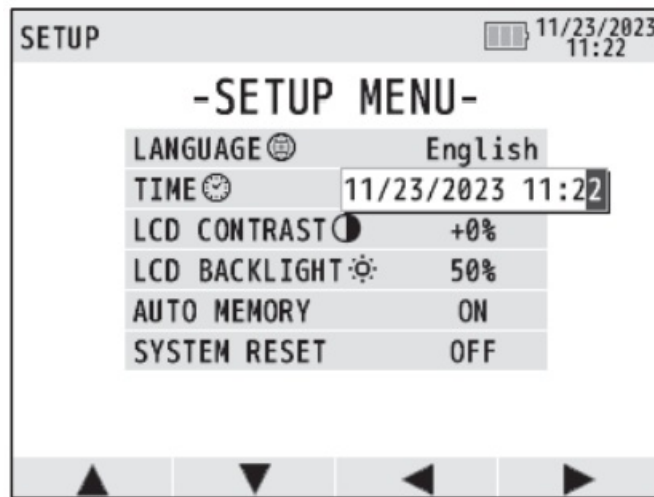 SETUP 11/23/2023
11:22
-SETUP MENU-
LANGUAGE English
TIME 11/23/2023 11:22
LCD CONTRAST +0%
LCD BACKLIGHT 50%
AUTO MEMORY ON
SYSTEM RESET OFF